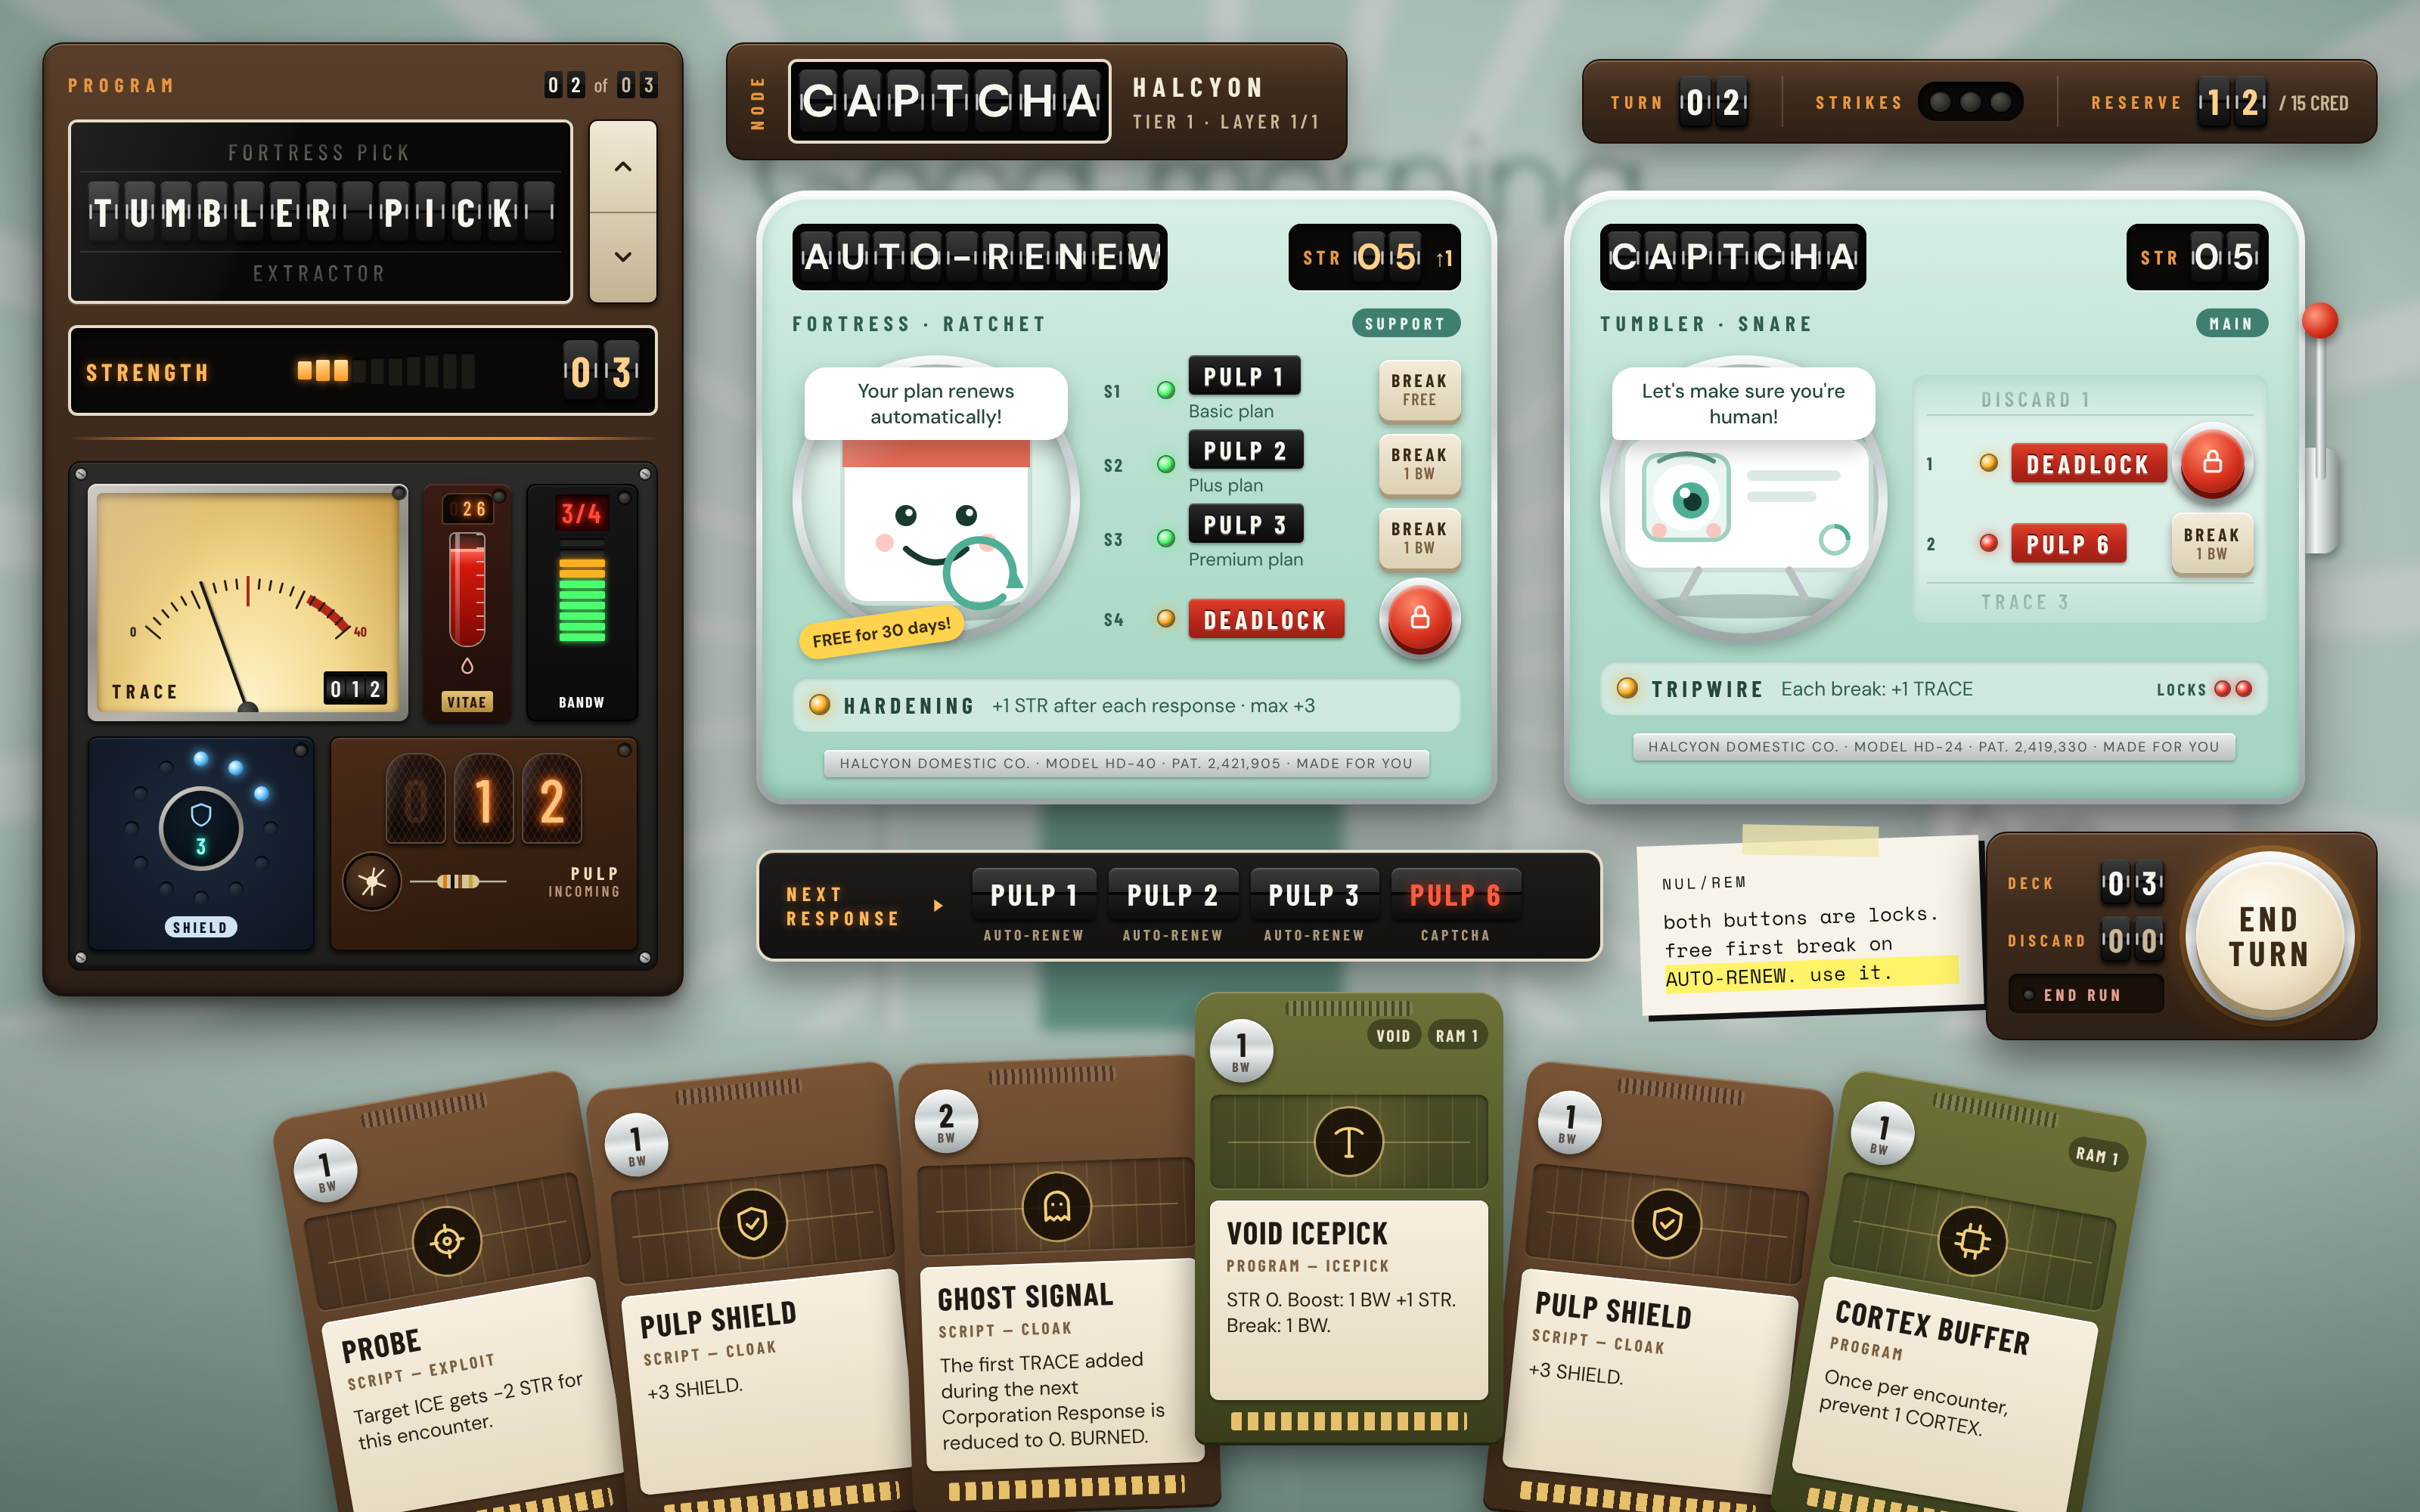 PROGRAM
02 of 03
FORTRESS PICK
TUMBLER PICK
EXTRACTOR
STRENGTH
03
0
40
TRACE
012
026
VITAE
3/4
BANDW
3
SHIELD
012
PULP
INCOMING
NODE
CAPTCHA
HALCYON
TIER 1 · LAYER 1/1
TURN 02
STRIKES
RESERVE 12 / 15 CRED
Good morning
AUTO-RENEW
STR 05 ↑1
FORTRESS · RATCHET
SUPPORT
Your plan renews
automatically!
FREE for 30 days!
S1
PULP 1
Basic plan
BREAK
FREE
S2
PULP 2
Plus plan
BREAK
1 BW
S3
PULP 3
Premium plan
BREAK
1 BW
S4
DEADLOCK
HARDENING +1 STR after each response · max +3
HALCYON DOMESTIC CO. · MODEL HD-40 · PAT. 2,421,905 · MADE FOR YOU
CAPTCHA
STR 05
TUMBLER · SNARE
MAIN
Let's make sure you're
human!
DISCARD 1
1
DEADLOCK
2
PULP 6
BREAK
1 BW
TRACE 3
TRIPWIRE Each break: +1 TRACE
LOCKS
HALCYON DOMESTIC CO. · MODEL HD-24 · PAT. 2,419,330 · MADE FOR YOU
NEXT
RESPONSE
PULP 1
AUTO-RENEW
PULP 2
AUTO-RENEW
PULP 3
AUTO-RENEW
PULP 6
CAPTCHA
NUL/REM
both buttons are locks.
free first break on
AUTO-RENEW. use it.
DECK 03
DISCARD 00
END RUN
END
TURN
1
BW
PROBE
SCRIPT — EXPLOIT
Target ICE gets -2 STR for
this encounter.
1
BW
PULP SHIELD
SCRIPT — CLOAK
+3 SHIELD.
2
BW
GHOST SIGNAL
SCRIPT — CLOAK
The first TRACE added
during the next
Corporation Response is
reduced to 0. BURNED.
1
BW
VOID
RAM 1
VOID ICEPICK
PROGRAM — ICEPICK
STR 0. Boost: 1 BW +1 STR.
Break: 1 BW.
1
BW
PULP SHIELD
SCRIPT — CLOAK
+3 SHIELD.
1
BW
RAM 1
CORTEX BUFFER
PROGRAM
Once per encounter,
prevent 1 CORTEX.